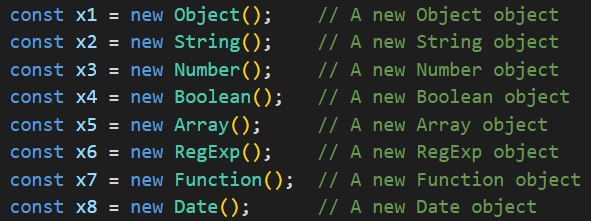 const x1 = new Object();    // A new Object object
const x2 = new String();    // A new String object
const x3 = new Number();    // A new Number object
const x4 = new Boolean();   // A new Boolean object
const x5 = new Array();     // A new Array object
const x6 = new RegExp();    // A new RegExp object
const x7 = new Function();  // A new Function object
const x8 = new Date();      // A new Date object